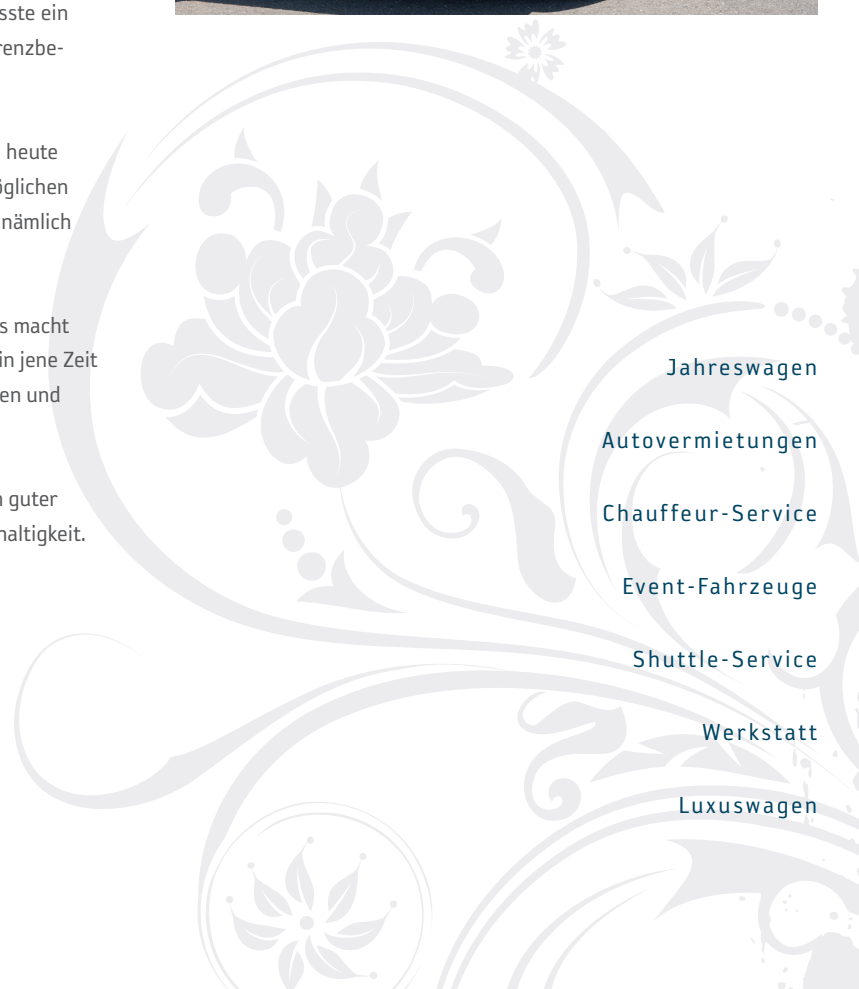 sste ein
renzbe-
heute
öglichen
nämlich
s macht
in jene Zeit
en und
guter
haltigkeit.
Jahreswagen
Autovermietungen
Chauffeur-Service
Event-Fahrzeuge
Shuttle-Service
Werkstatt
Luxuswagen